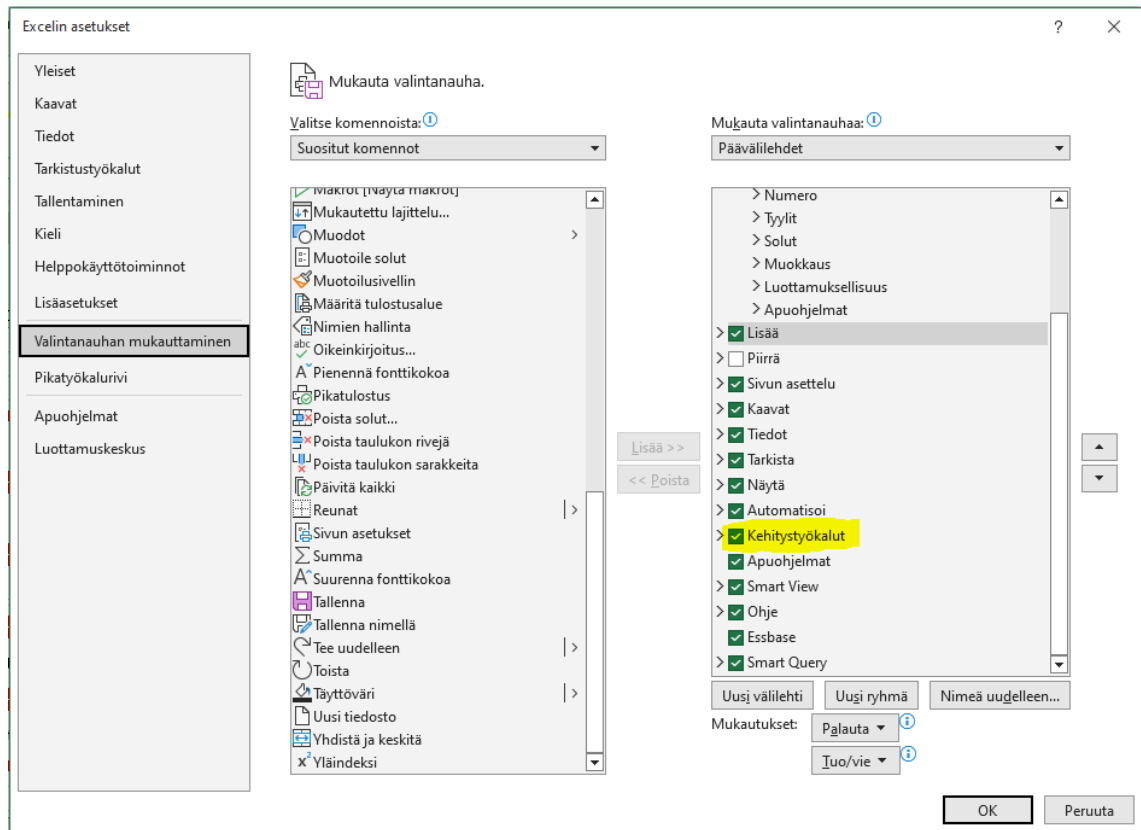 Excelin asetukset
?
Yleiset
Kaavat
Tiedot
Tarkistustyökalut
Tallentaminen
Kieli
Helppokäyttötoiminnot
Lisäasetukset
Valintanauhan mukauttaminen
Pikatyökalurivi
Apuohjelmat
Luottamuskeskus
Mukauta valintanauha.
Valitse komennoista:
Suositut komennot
Makrot [Näytä makrot]
Mukautettu lajittelu...
Muodot
Muotoile solut
Muotoilusivellin
Määritä tulostusalue
Nimien hallinta
abc Oikeinkirjoitus...
Pienennä fonttikokoa
Pikatulostus
Poista solut...
Poista taulukon rivejä
Poista taulukon sarakkeita
Päivitä kaikki
Reunat
Sivun asetukset
Summa
Suurenna fonttikokoa
Tallenna
Tallenna nimellä
Tee uudelleen
Toista
Täyttöväri
Uusi tiedosto
Yhdistä ja keskitä
x² Yläindeksi
Lisää >>
<< Poista
Mukauta valintanauhaa:
Päävälilehdet
Numero
Tyylit
Solut
Muokkaus
Luottamuksellisuus
Apuohjelmat
Lisää
Piirrä
Sivun asettelu
Kaavat
Tiedot
Tarkista
Näytä
Automatisoi
Kehitystyökalut
Apuohjelmat
Smart View
Ohje
Essbase
Smart Query
Uusi välilehti
Uusi ryhmä
Nimeä uudelleen...
Mukautukset:
Palauta
Tuo/vie
OK
Peruuta